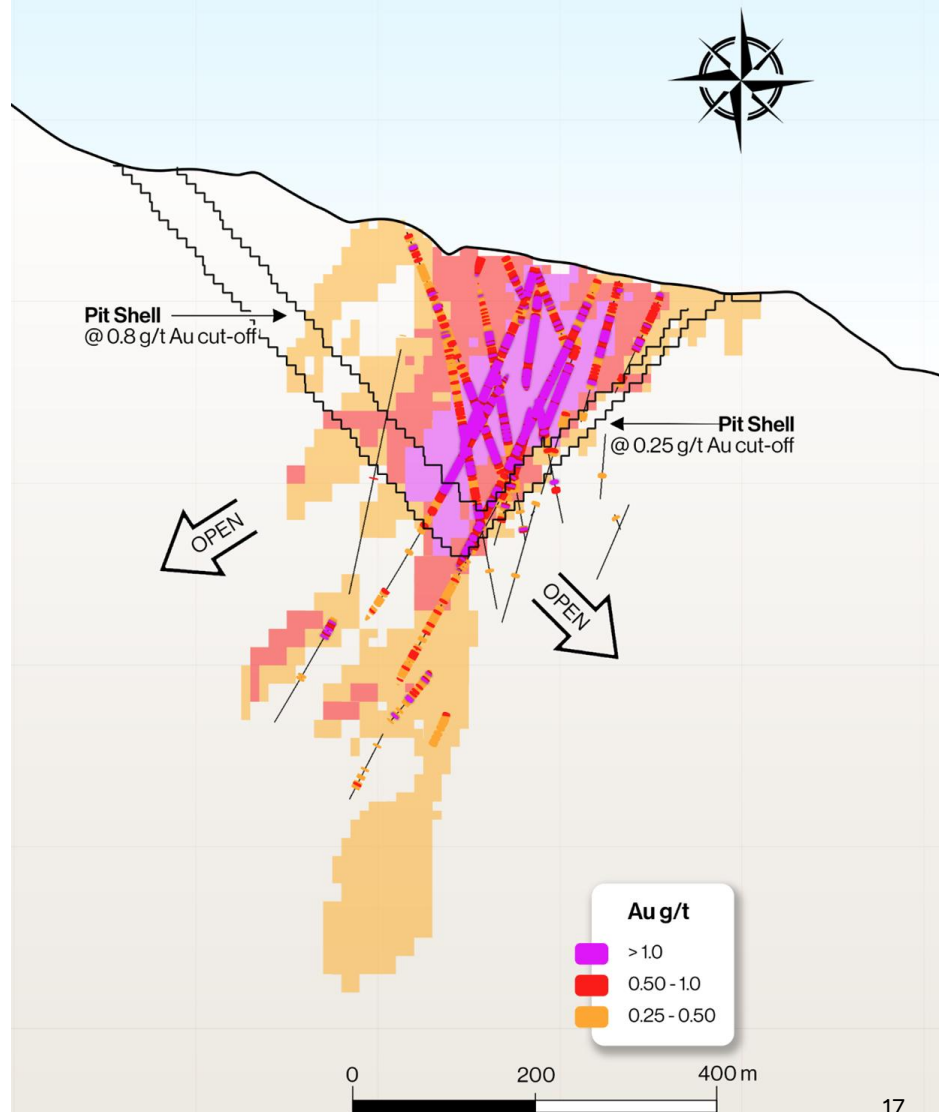 Pit Shell
@ 0.8 g/t Au cut-off
Pit Shell
@ 0.25 g/t Au cut-off
OPEN
OPEN
Au g/t
> 1.0
0.50 - 1.0
0.25 - 0.50
0 200 400 m
17